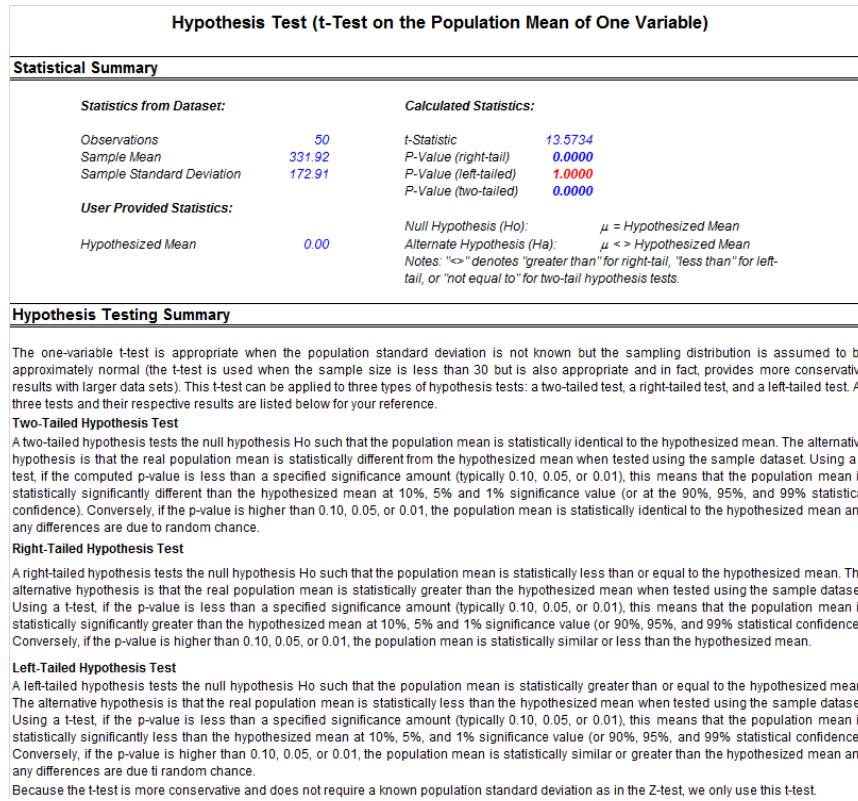 Hypothesis Test (t-Test on the Population Mean of One Variable)
Statistical Summary
Statistics from Dataset:
Calculated Statistics:
Observations 50 t-Statistic 13.5734
Sample Mean 331.92 P-Value (right-tail) 0.0000
Sample Standard Deviation 172.91 P-Value (left-tailed) 1.0000
P-Value (two-tailed) 0.0000
User Provided Statistics:
Null Hypothesis (Ho): μ = Hypothesized Mean
Hypothesized Mean 0.00 Alternate Hypothesis (Ha): μ < > Hypothesized Mean
Notes: "<>" denotes "greater than" for right-tail, "less than" for left-
tail, or "not equal to" for two-tail hypothesis tests.
Hypothesis Testing Summary
The one-variable t-test is appropriate when the population standard deviation is not known but the sampling distribution is assumed to b
approximately normal (the t-test is used when the sample size is less than 30 but is also appropriate and in fact, provides more conservativ
results with larger data sets). This t-test can be applied to three types of hypothesis tests: a two-tailed test, a right-tailed test, and a left-tailed test. A
three tests and their respective results are listed below for your reference.
Two-Tailed Hypothesis Test
A two-tailed hypothesis tests the null hypothesis Ho such that the population mean is statistically identical to the hypothesized mean. The alternativ
hypothesis is that the real population mean is statistically different from the hypothesized mean when tested using the sample dataset. Using a
test, if the computed p-value is less than a specified significance amount (typically 0.10, 0.05, or 0.01), this means that the population mean i
statistically significantly different than the hypothesized mean at 10%, 5% and 1% significance value (or at the 90%, 95%, and 99% statistica
confidence). Conversely, if the p-value is higher than 0.10, 0.05, or 0.01, the population mean is statistically identical to the hypothesized mean an
any differences are due to random chance.
Right-Tailed Hypothesis Test
A right-tailed hypothesis tests the null hypothesis Ho such that the population mean is statistically less than or equal to the hypothesized mean. Th
alternative hypothesis is that the real population mean is statistically greater than the hypothesized mean when tested using the sample datase
Using a t-test, if the p-value is less than a specified significance amount (typically 0.10, 0.05, or 0.01), this means that the population mean i
statistically significantly greater than the hypothesized mean at 10%, 5% and 1% significance value (or 90%, 95%, and 99% statistical confidence
Conversely, if the p-value is higher than 0.10, 0.05, or 0.01, the population mean is statistically similar or less than the hypothesized mean.
Left-Tailed Hypothesis Test
A left-tailed hypothesis tests the null hypothesis Ho such that the population mean is statistically greater than or equal to the hypothesized mear
The alternative hypothesis is that the real population mean is statistically less than the hypothesized mean when tested using the sample datase
Using a t-test, if the p-value is less than a specified significance amount (typically 0.10, 0.05, or 0.01), this means that the population mean i
statistically significantly less than the hypothesized mean at 10%, 5%, and 1% significance value (or 90%, 95%, and 99% statistical confidence
Conversely, if the p-value is higher than 0.10, 0.05, or 0.01, the population mean is statistically similar or greater than the hypothesized mean an
any differences are due ti random chance.
Because the t-test is more conservative and does not require a known population standard deviation as in the Z-test, we only use this t-test.